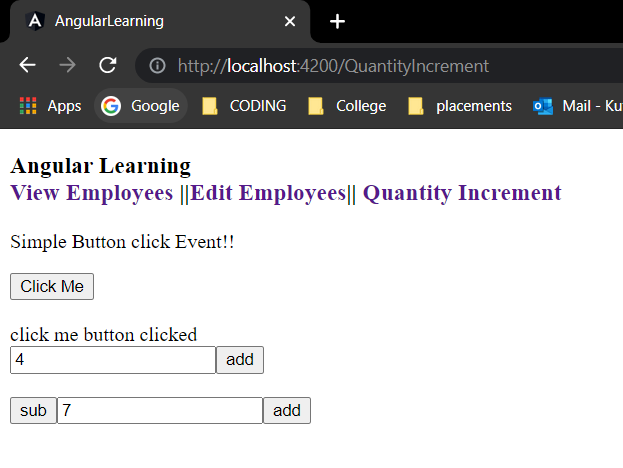 AngularLearning
http://localhost:4200/QuantityIncrement
Apps Google CODING College placements Mail - Ku
Angular Learning
View Employees ||Edit Employees|| Quantity Increment
Simple Button click Event!!
Click Me
click me button clicked
4 add
sub 7 add